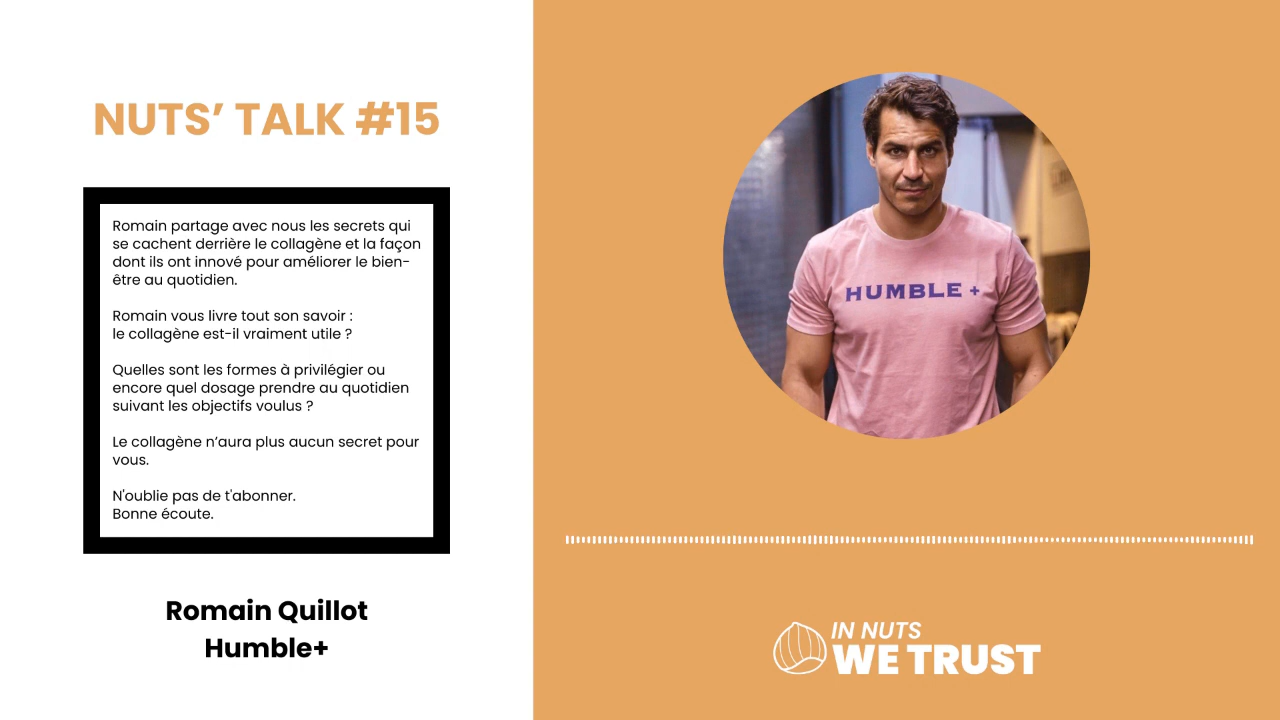 NUTS’ TALK #15
Romain partage avec nous les secrets qui
se cachent derrière le collagène et la façon
dont ils ont innové pour améliorer le bien-
être au quotidien.
Romain vous livre tout son savoir :
le collagène est-il vraiment utile ?
Quelles sont les formes à privilégier ou
encore quel dosage prendre au quotidien
suivant les objectifs voulus ?
Le collagène n’aura plus aucun secret pour
vous.
N'oublie pas de t'abonner.
Bonne écoute.
Romain Quillot
Humble+
HUMBLE +
IN NUTS
WE TRUST